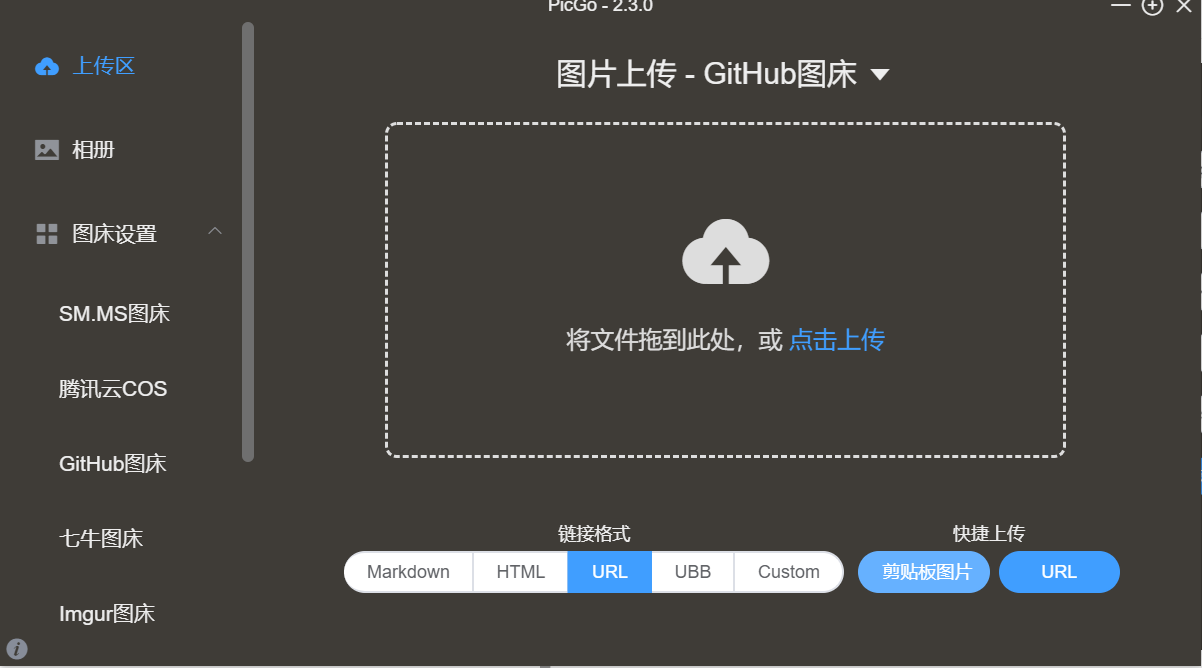 PicGo - 2.3.0
上传区
相册
图床设置
SM.MS图床
腾讯云COS
GitHub图床
七牛图床
Imgur图床
图片上传 - GitHub图床
将文件拖到此处，或 点击上传
链接格式
Markdown HTML URL UBB Custom
快捷上传
剪贴板图片 URL